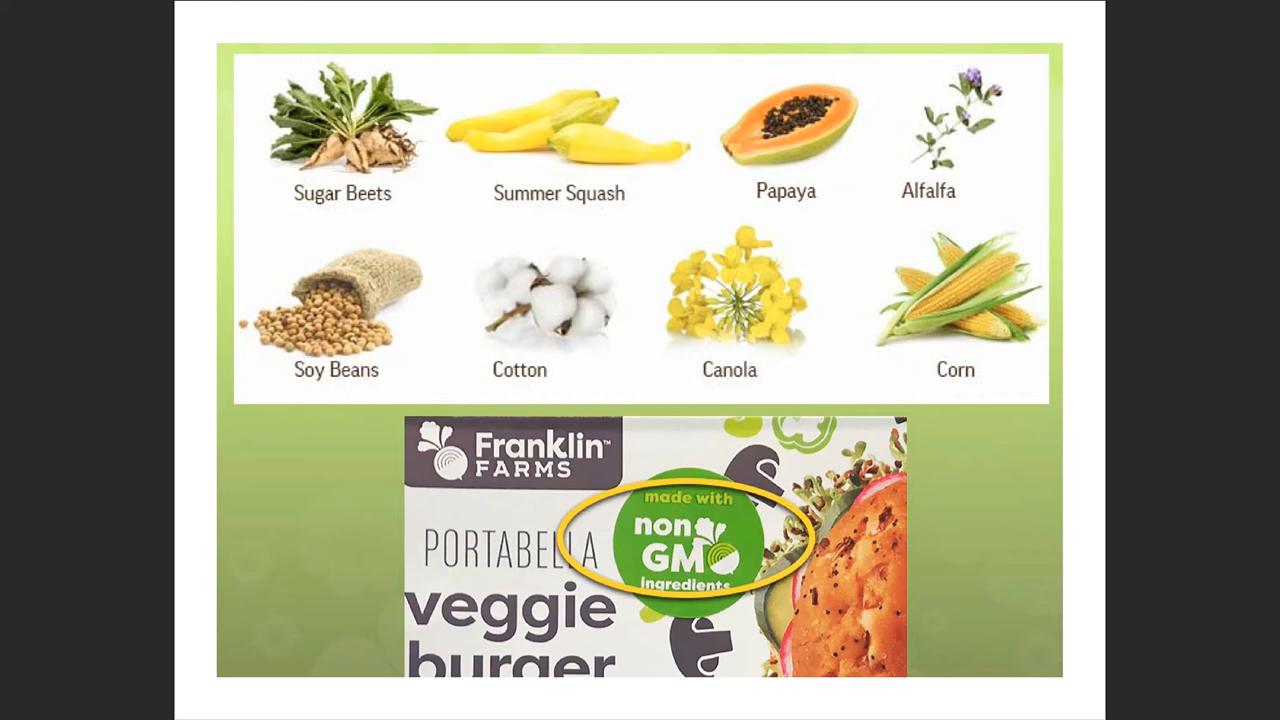 Sugar Beets
Summer Squash
Papaya
Alfalfa
Soy Beans
Cotton
Canola
Corn
Franklin™
FARMS
made with
non
GMO
ingredients
PORTABELLA
veggie
burger